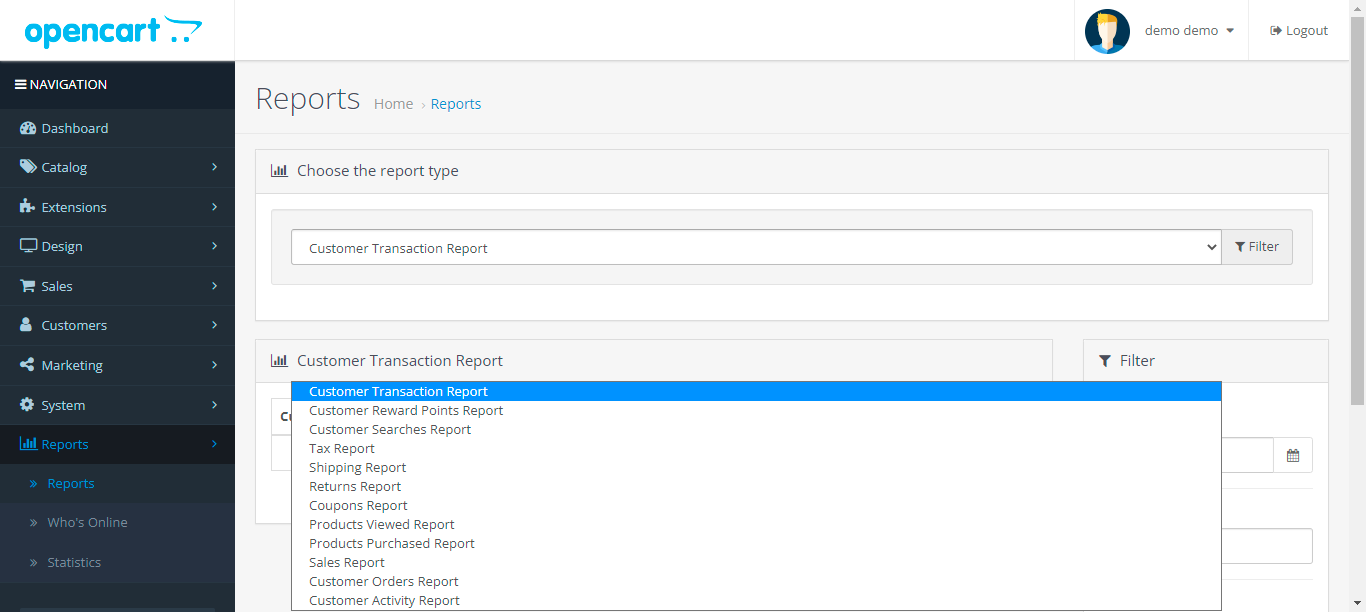 opencart
demo demo
Logout
NAVIGATION
Dashboard
Catalog
Extensions
Design
Sales
Customers
Marketing
System
Reports
Reports
Who's Online
Statistics
Reports
Home › Reports
Choose the report type
Customer Transaction Report
Filter
Customer Transaction Report
Filter
Customer Transaction Report
Customer Reward Points Report
Customer Searches Report
Tax Report
Shipping Report
Returns Report
Coupons Report
Products Viewed Report
Products Purchased Report
Sales Report
Customer Orders Report
Customer Activity Report